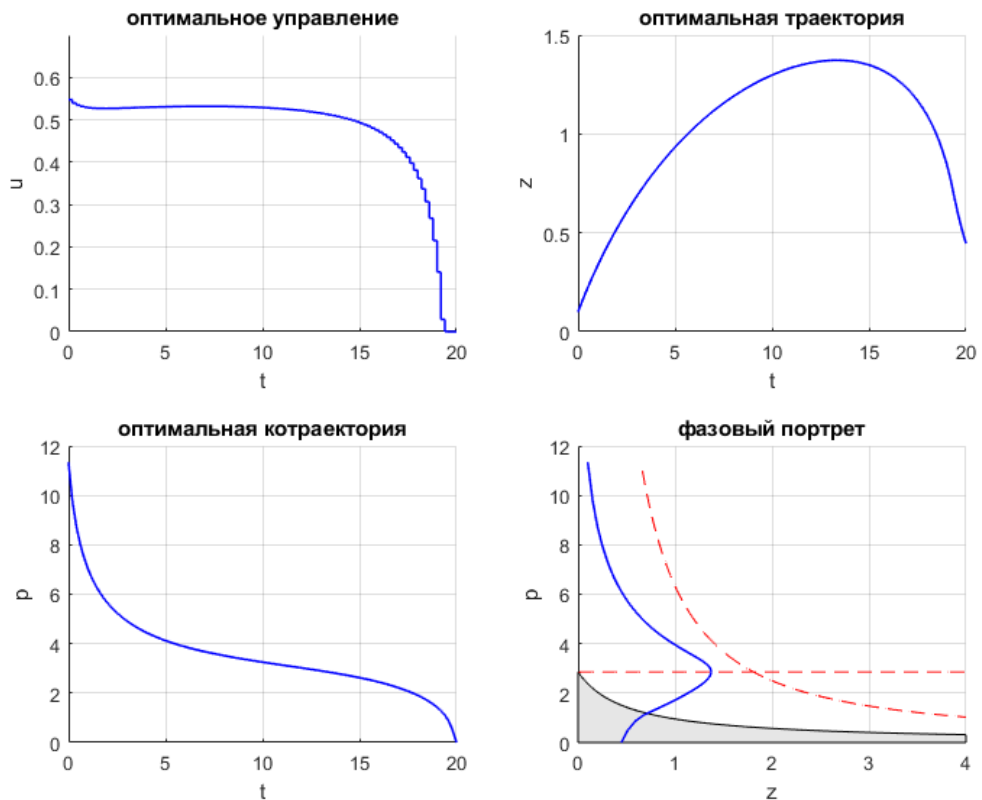 оптимальное управление
u
0.6
0.5
0.4
0.3
0.2
0.1
0
0 5 10 15 20
t
оптимальная траектория
z
1.5
1
0.5
0
0 5 10 15 20
t
оптимальная котраектория
p
12
10
8
6
4
2
0
0 5 10 15 20
t
фазовый портрет
p
12
10
8
6
4
2
0
0 1 2 3 4
z